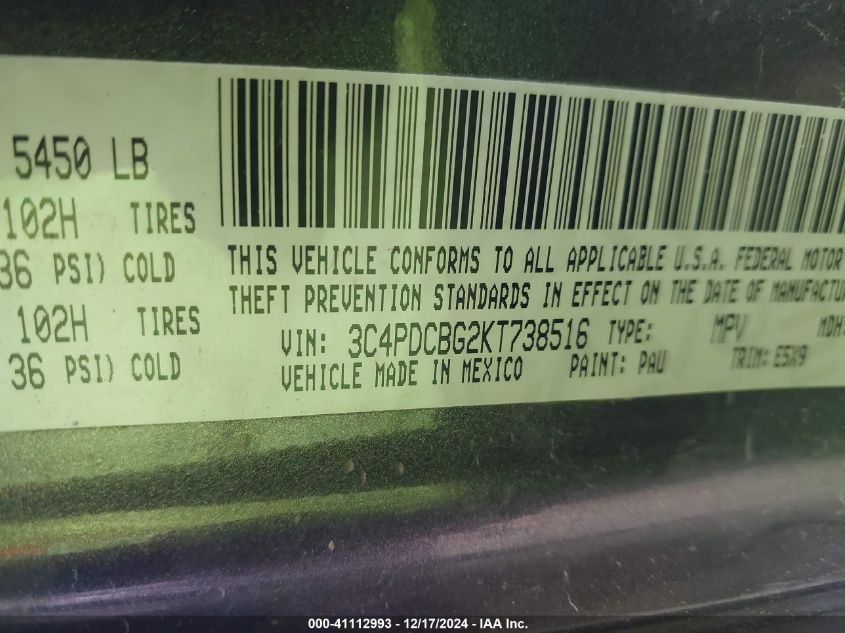 5450 LB
102H TIRES
36 PSI) COLD
102H TIRES
36 PSI) COLD
THIS VEHICLE CONFORMS TO ALL APPLICABLE U.S.A. FEDERAL MOTOR
THEFT PREVENTION STANDARDS IN EFFECT ON THE DATE OF MANUFACTU
VIN: 3C4PDCBG2KT738516 TYPE: MPV MDH:
VEHICLE MADE IN MEXICO PAINT: PAU TRIM: E5X9
000-41112993 - 12/17/2024 - IAA Inc.